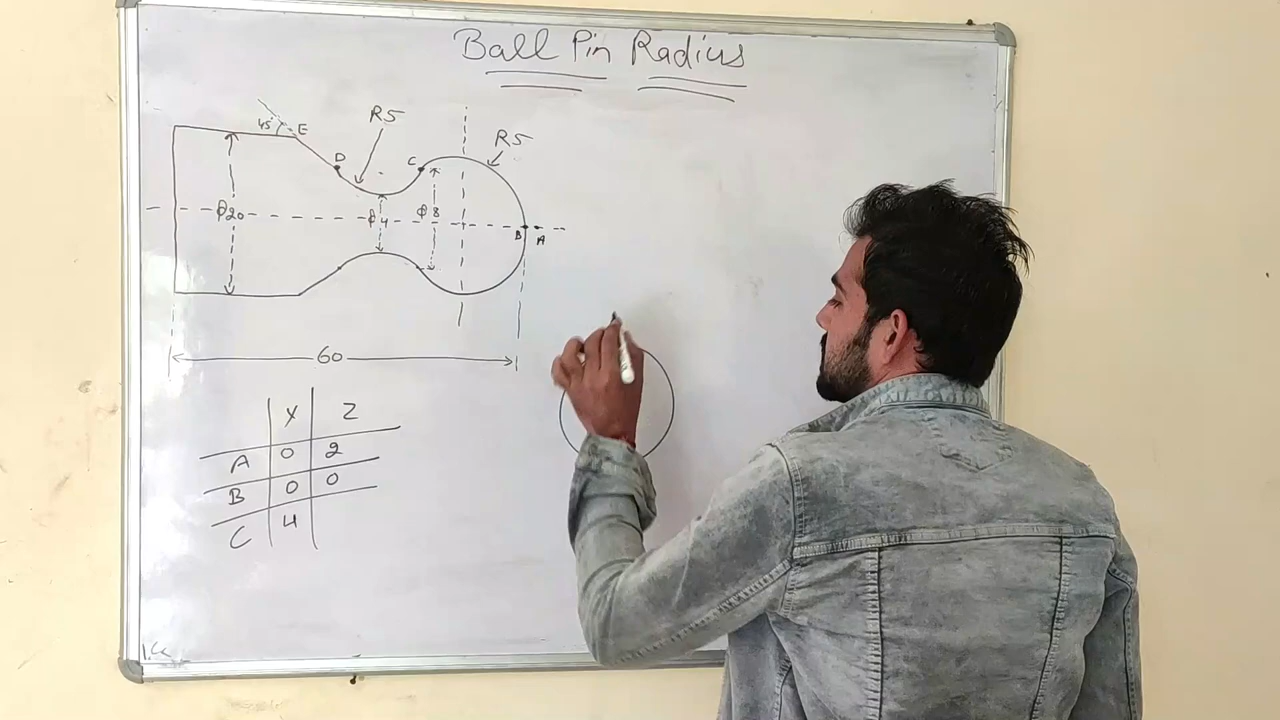 Ball Pin Radius
45° E
R5
D
C
R5
φ20
φ4
φ8
B A
60
X Z
A 0 2
B 0 0
C 4